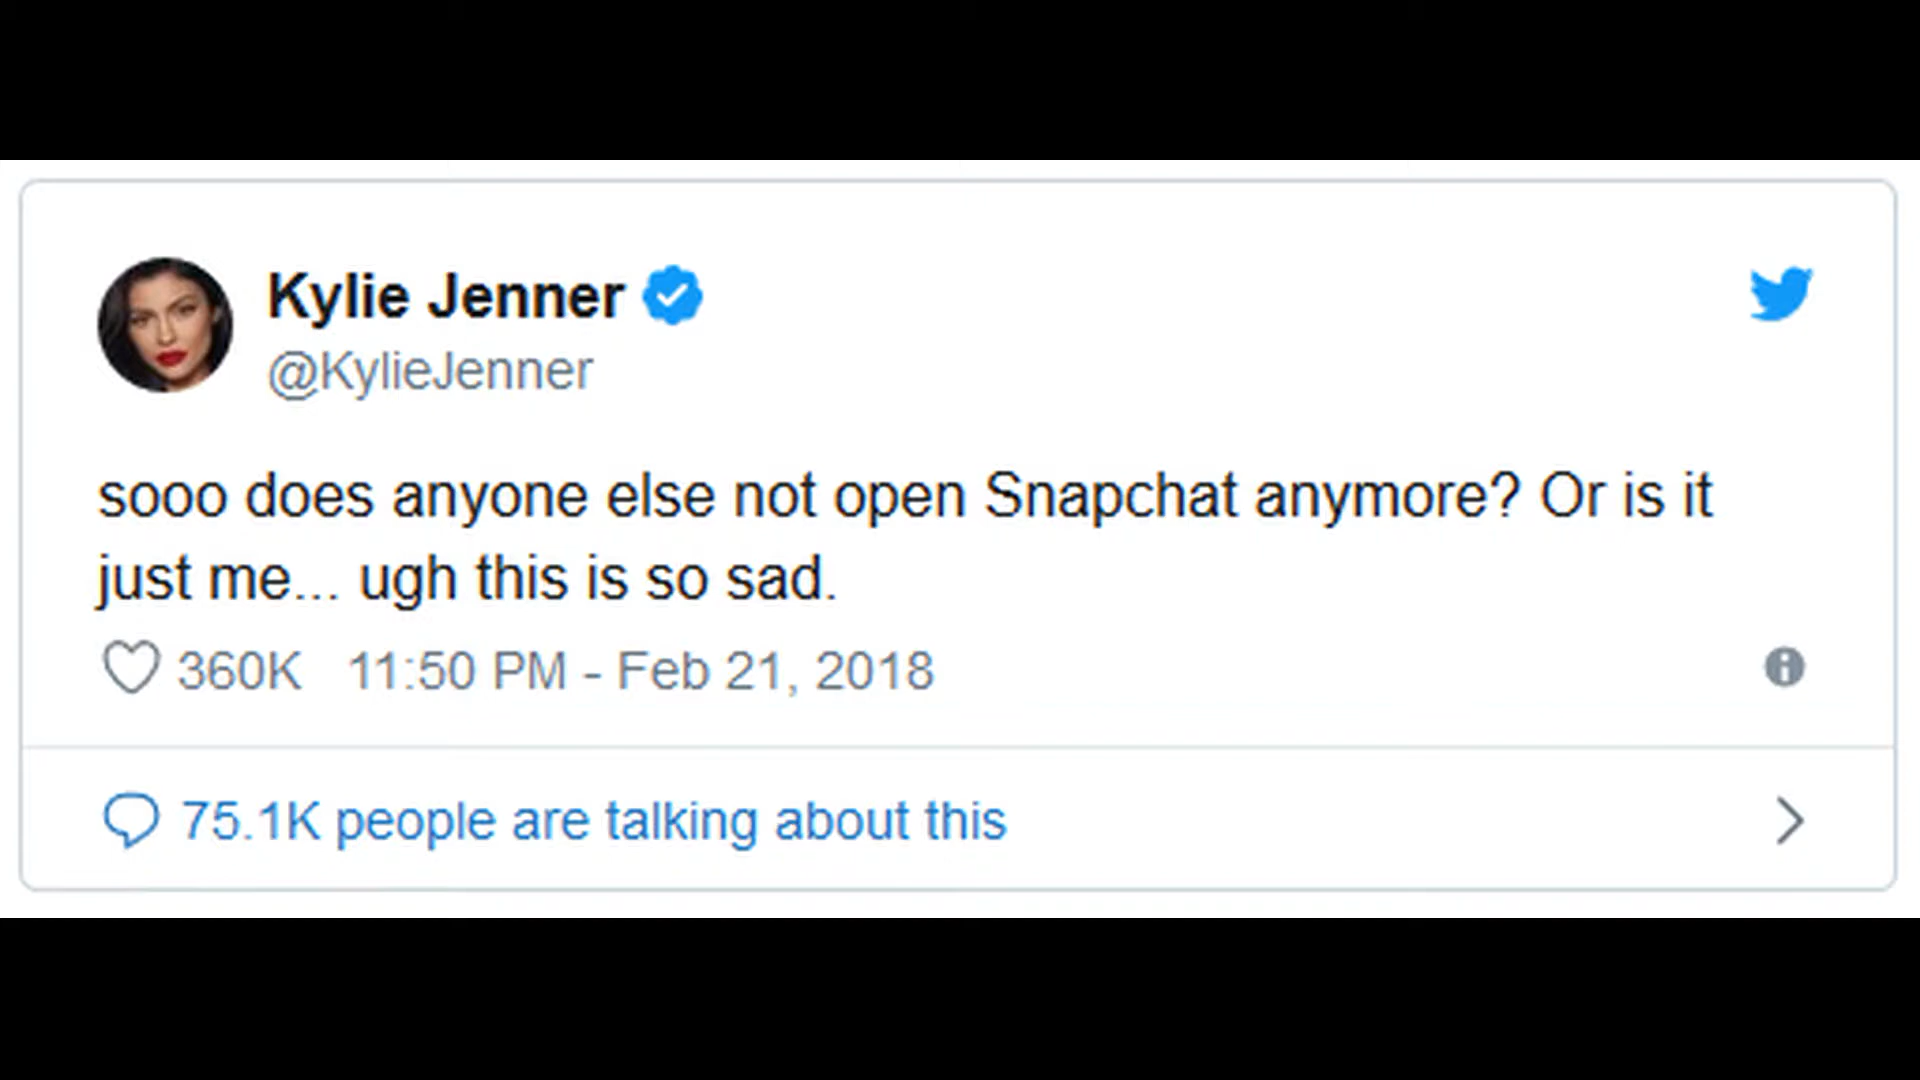 Kylie Jenner
@KylieJenner
sooo does anyone else not open Snapchat anymore? Or is it
just me... ugh this is so sad.
360K 11:50 PM - Feb 21, 2018
75.1K people are talking about this